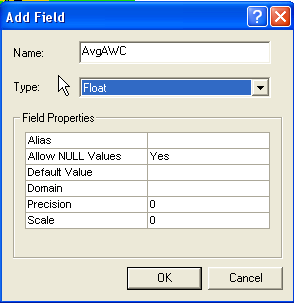 Add Field
Name: AvgAWC
Type: Float
Field Properties
Alias
Allow NULL Values Yes
Default Value
Domain
Precision 0
Scale 0
OK Cancel